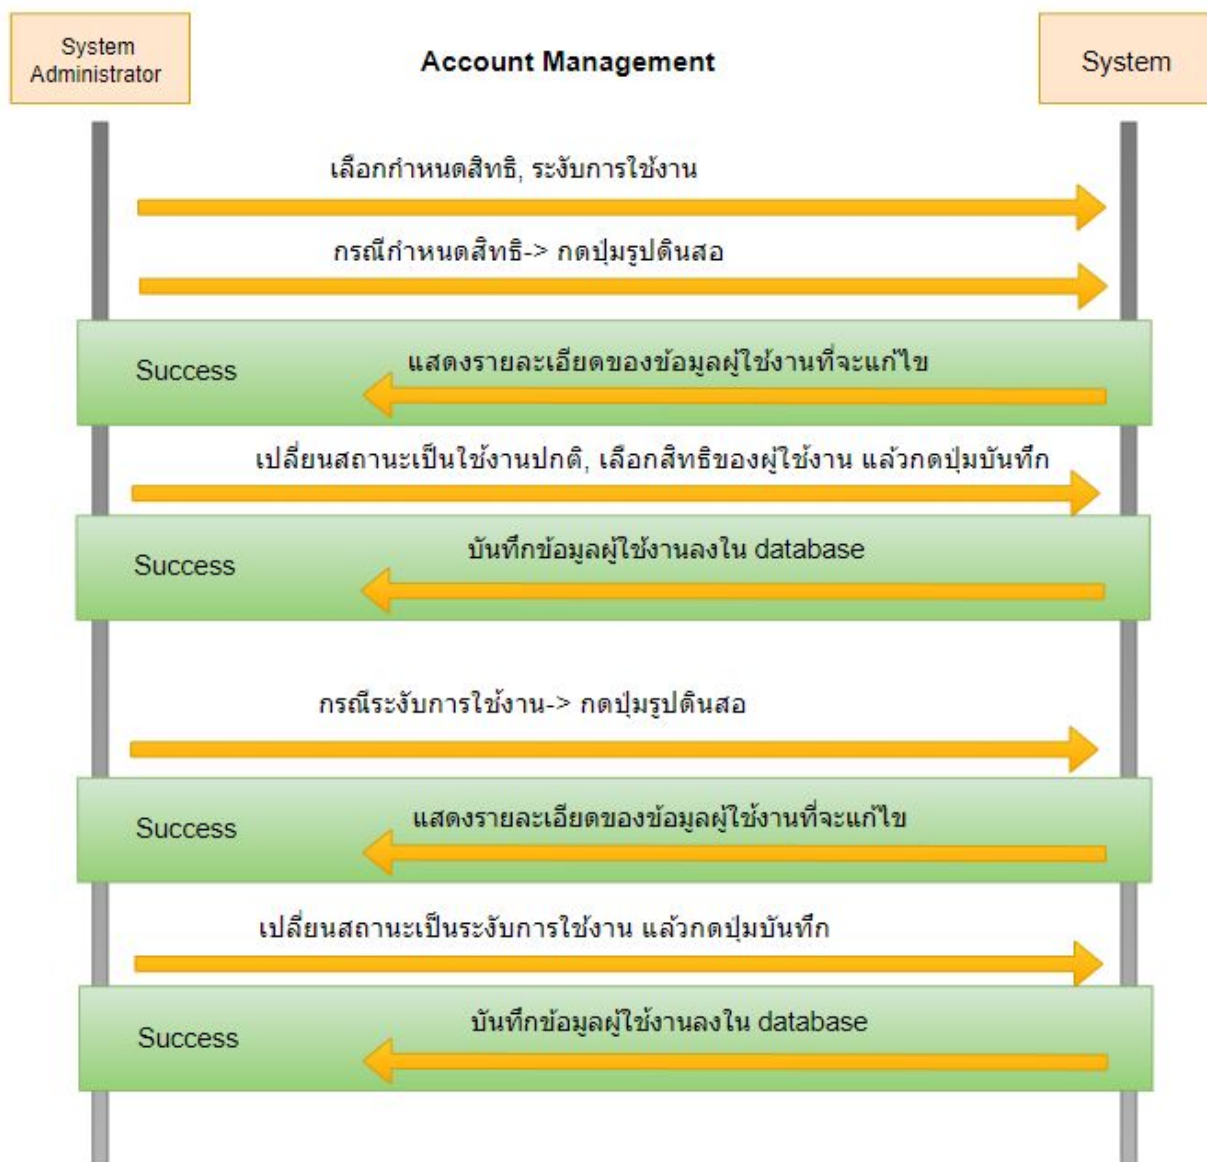 System
Administrator
Account Management
System
เลือกกำหนดสิทธิ, ระงับการใช้งาน
กรณีกำหนดสิทธิ-> กดปุ่มรูปดินสอ
Success
แสดงรายละเอียดของข้อมูลผู้ใช้งานที่จะแก้ไข
เปลี่ยนสถานะเป็นใช้งานปกติ, เลือกสิทธิของผู้ใช้งาน แล้วกดปุ่มบันทึก
Success
บันทึกข้อมูลผู้ใช้งานลงใน database
กรณีระงับการใช้งาน-> กดปุ่มรูปดินสอ
Success
แสดงรายละเอียดของข้อมูลผู้ใช้งานที่จะแก้ไข
เปลี่ยนสถานะเป็นระงับการใช้งาน แล้วกดปุ่มบันทึก
Success
บันทึกข้อมูลผู้ใช้งานลงใน database